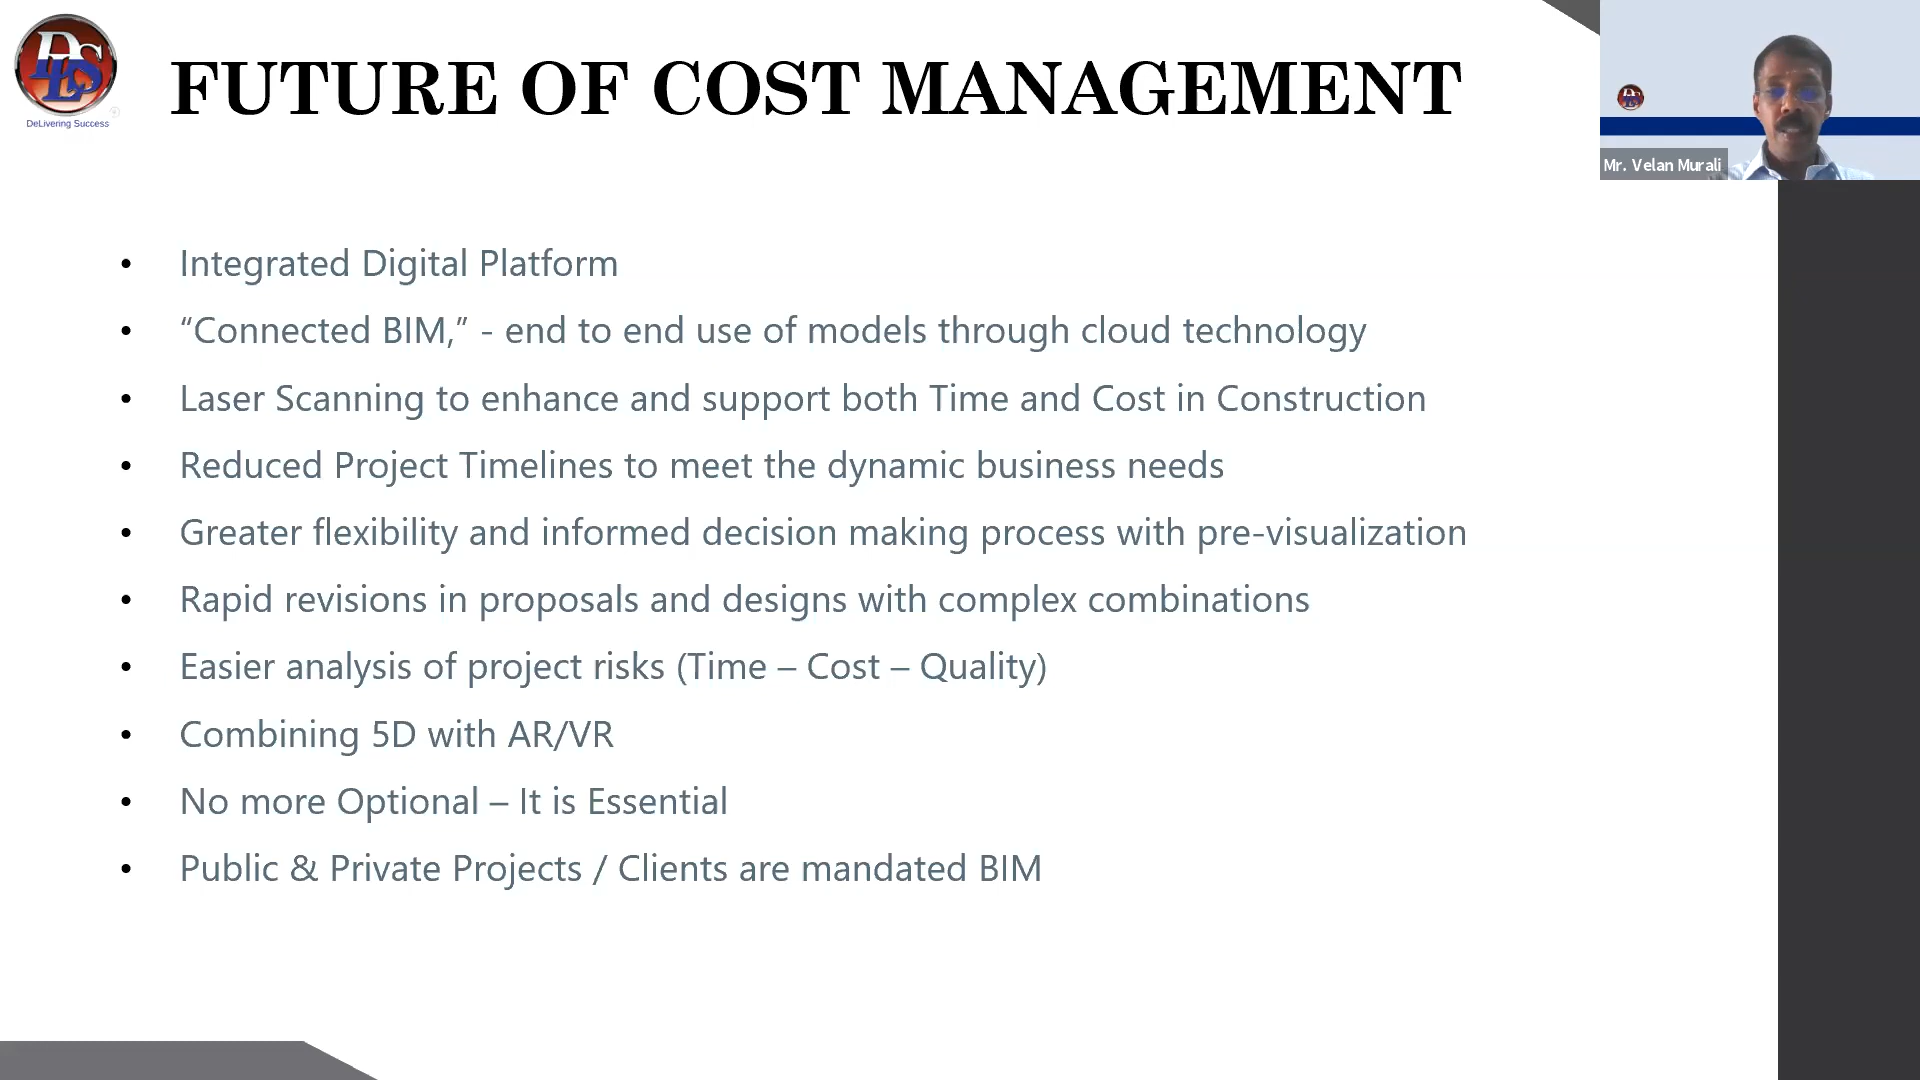 DLS
DeLivering Success
FUTURE OF COST MANAGEMENT
Mr. Velan Murali
• Integrated Digital Platform
• “Connected BIM,” - end to end use of models through cloud technology
• Laser Scanning to enhance and support both Time and Cost in Construction
• Reduced Project Timelines to meet the dynamic business needs
• Greater flexibility and informed decision making process with pre-visualization
• Rapid revisions in proposals and designs with complex combinations
• Easier analysis of project risks (Time – Cost – Quality)
• Combining 5D with AR/VR
• No more Optional – It is Essential
• Public & Private Projects / Clients are mandated BIM